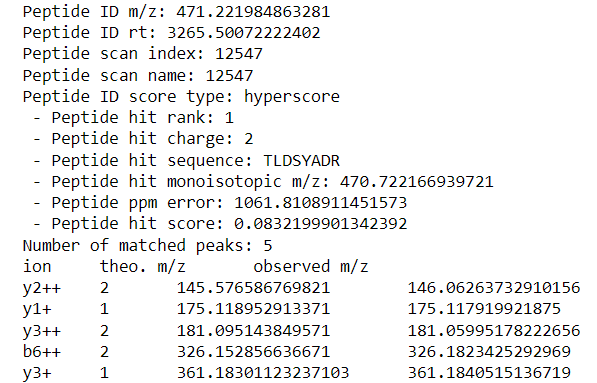 Peptide ID m/z: 471.221984863281
Peptide ID rt: 3265.50072222402
Peptide scan index: 12547
Peptide scan name: 12547
Peptide ID score type: hyperscore
- Peptide hit rank: 1
- Peptide hit charge: 2
- Peptide hit sequence: TLDSYADR
- Peptide hit monoisotopic m/z: 470.722166939721
- Peptide ppm error: 1061.8108911451573
- Peptide hit score: 0.0832199901342392
Number of matched peaks: 5
ion theo. m/z observed m/z
y2++ 2 145.576586769821 146.06263732910156
y1+ 1 175.118952913371 175.117919921875
y3++ 2 181.095143849571 181.05995178222656
b6++ 2 326.152856636671 326.1823425292969
y3+ 1 361.18301123237103 361.1840515136719